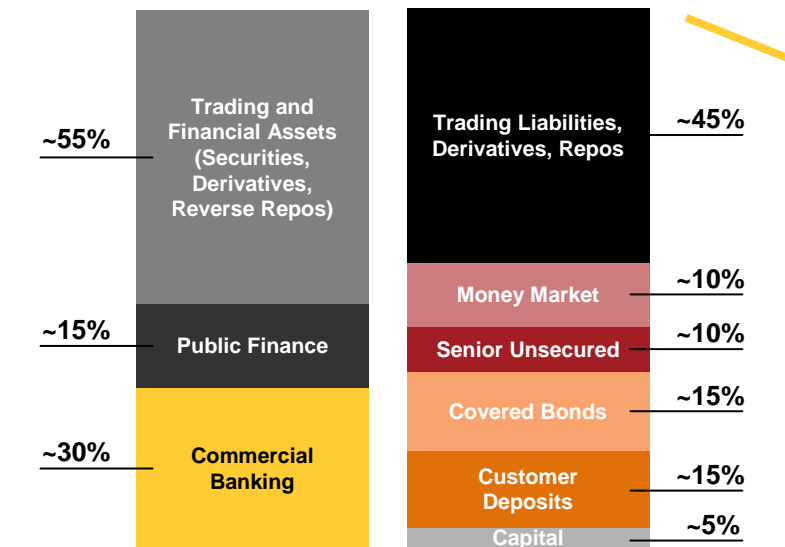 ~55%
Trading and
Financial Assets
(Securities,
Derivatives,
Reverse Repos)
~15%
Public Finance
~30%
Commercial
Banking
Trading Liabilities,
Derivatives, Repos
~45%
Money Market
~10%
Senior Unsecured
~10%
Covered Bonds
~15%
Customer
Deposits
~15%
Capital
~5%